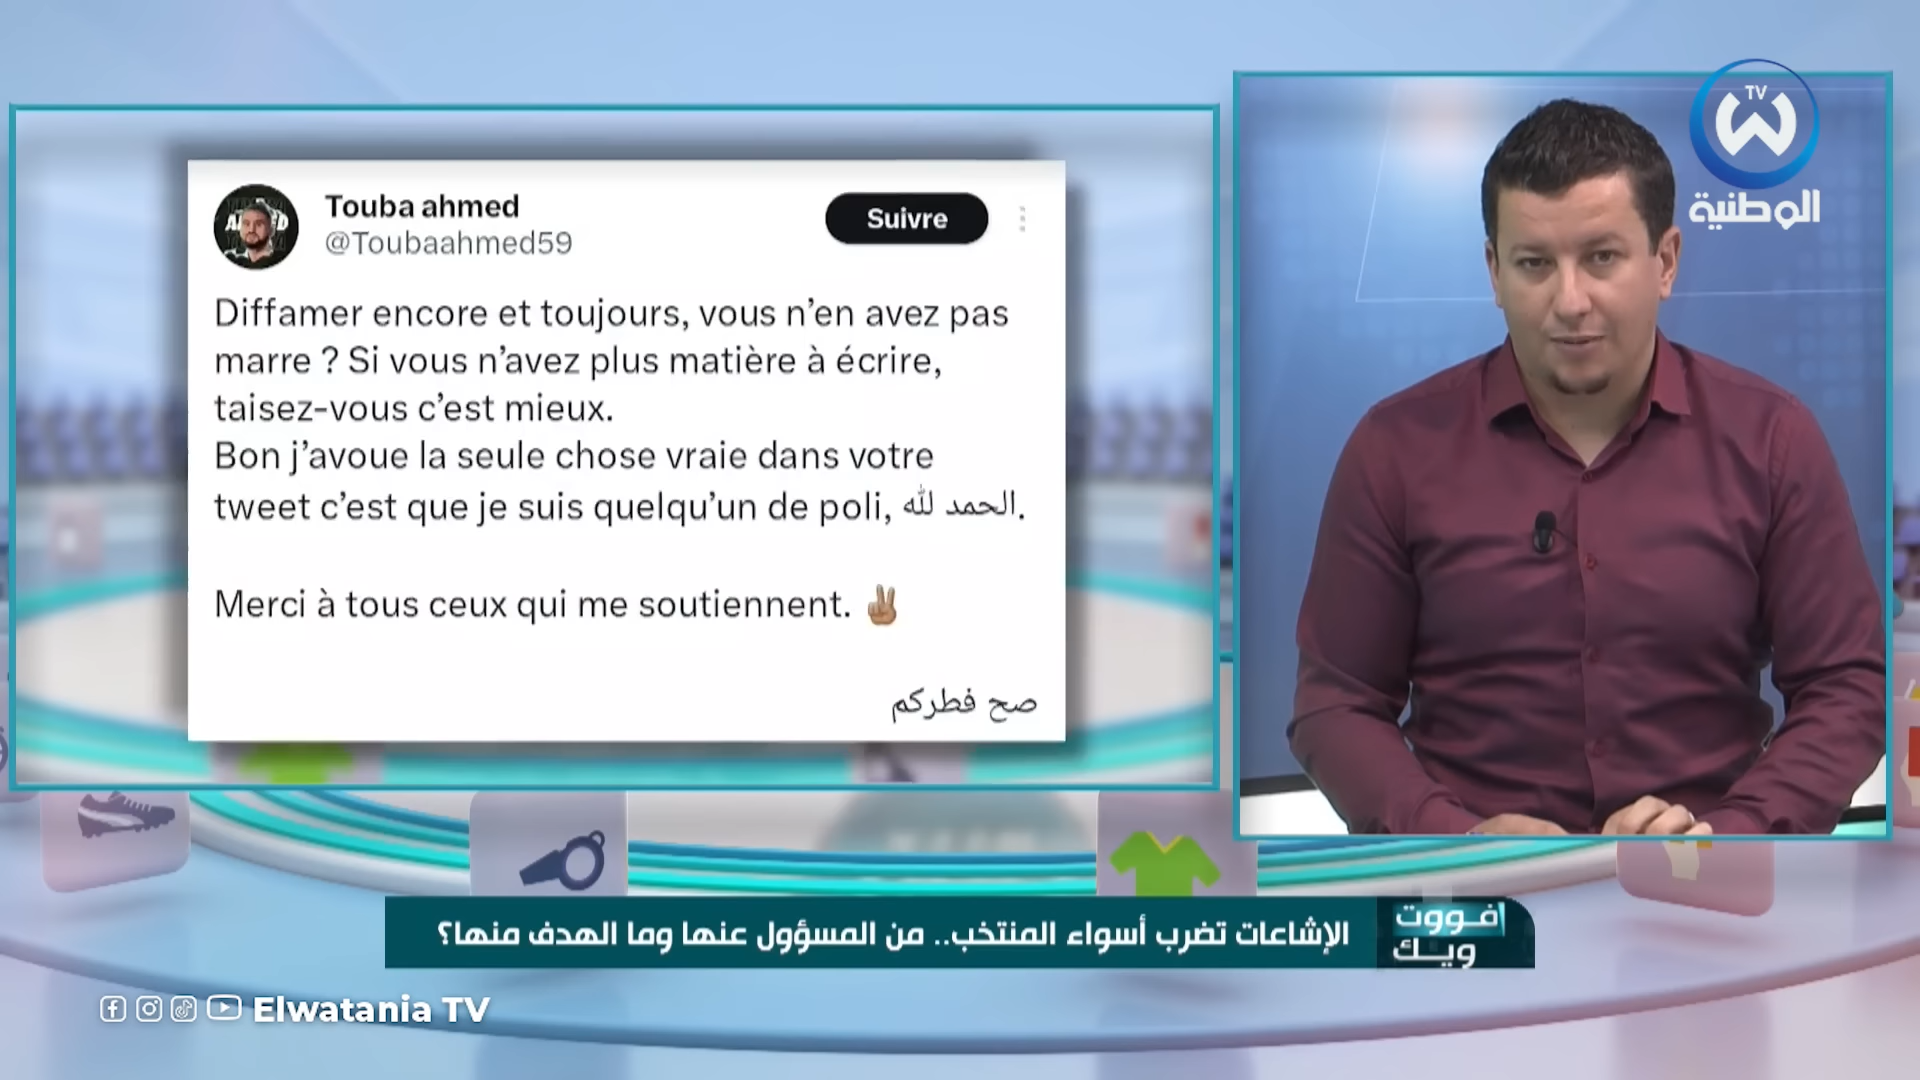 TV
الوطنية
AHMED
Touba ahmed
@Toubaahmed59
Suivre
Diffamer encore et toujours, vous n’en avez pas
marre ? Si vous n’avez plus matière à écrire,
taisez-vous c’est mieux.
Bon j’avoue la seule chose vraie dans votre
tweet c’est que je suis quelqu’un de poli, الحمد لله.
Merci à tous ceux qui me soutiennent. ✌🏽
صح فطركم
فووت
ويك
الإشاعات تضرب أسواء المنتخب.. من المسؤول عنها وما الهدف منها؟
Elwatania TV